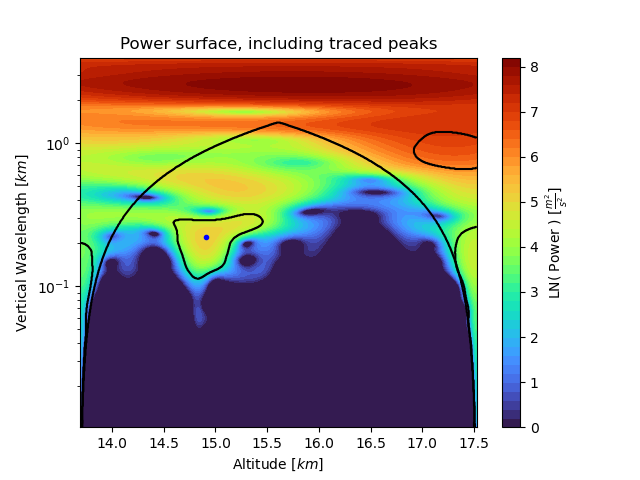 Power surface, including traced peaks
Vertical Wavelength [km]
10⁰
10⁻¹
14.0 14.5 15.0 15.5 16.0 16.5 17.0 17.5
Altitude [km]
8
7
6
5
4
3
2
1
0
LN( Power ) [m²/s²]